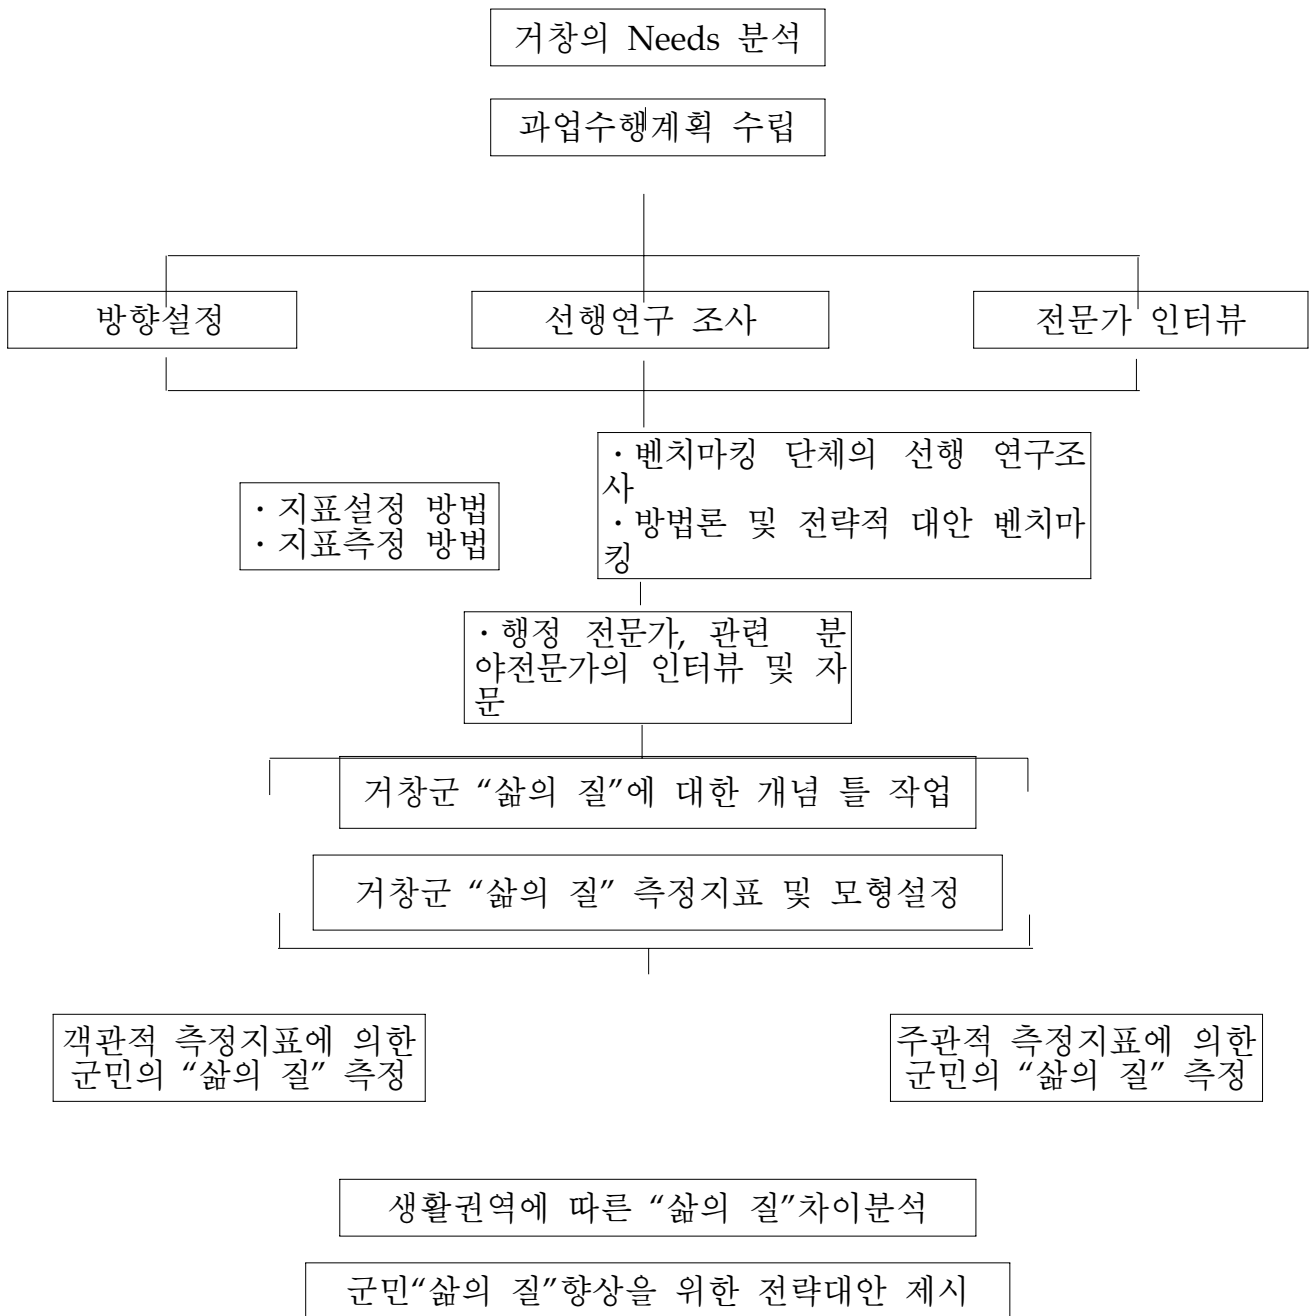 거창의 Needs 분석
과업수행계획 수립
방향설정
선행연구 조사
전문가 인터뷰
· 지표설정 방법
· 지표측정 방법
· 벤치마킹 단체의 선행 연구조
사
· 방법론 및 전략적 대안 벤치마
킹
· 행정 전문가, 관련 분
야전문가의 인터뷰 및 자
문
거창군 “삶의 질”에 대한 개념 틀 작업
거창군 “삶의 질” 측정지표 및 모형설정
객관적 측정지표에 의한
군민의 “삶의 질” 측정
주관적 측정지표에 의한
군민의 “삶의 질” 측정
생활권역에 따른 “삶의 질”차이분석
군민“삶의 질”향상을 위한 전략대안 제시